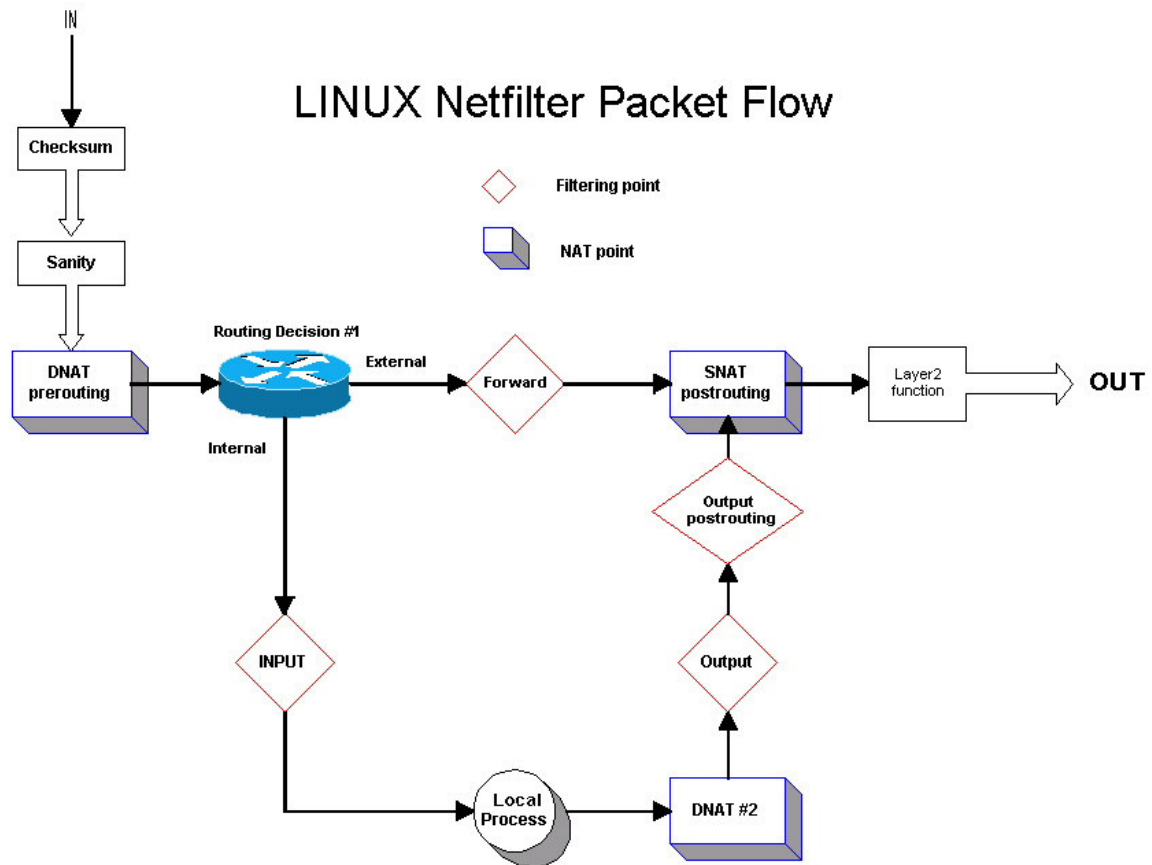 IN
LINUX Netfilter Packet Flow
Checksum
Filtering point
Sanity
NAT point
Routing Decision #1
DNAT
prerouting
External
Forward
SNAT
postrouting
Layer2
function
OUT
Internal
Output
postrouting
INPUT
Output
Local
Process
DNAT #2